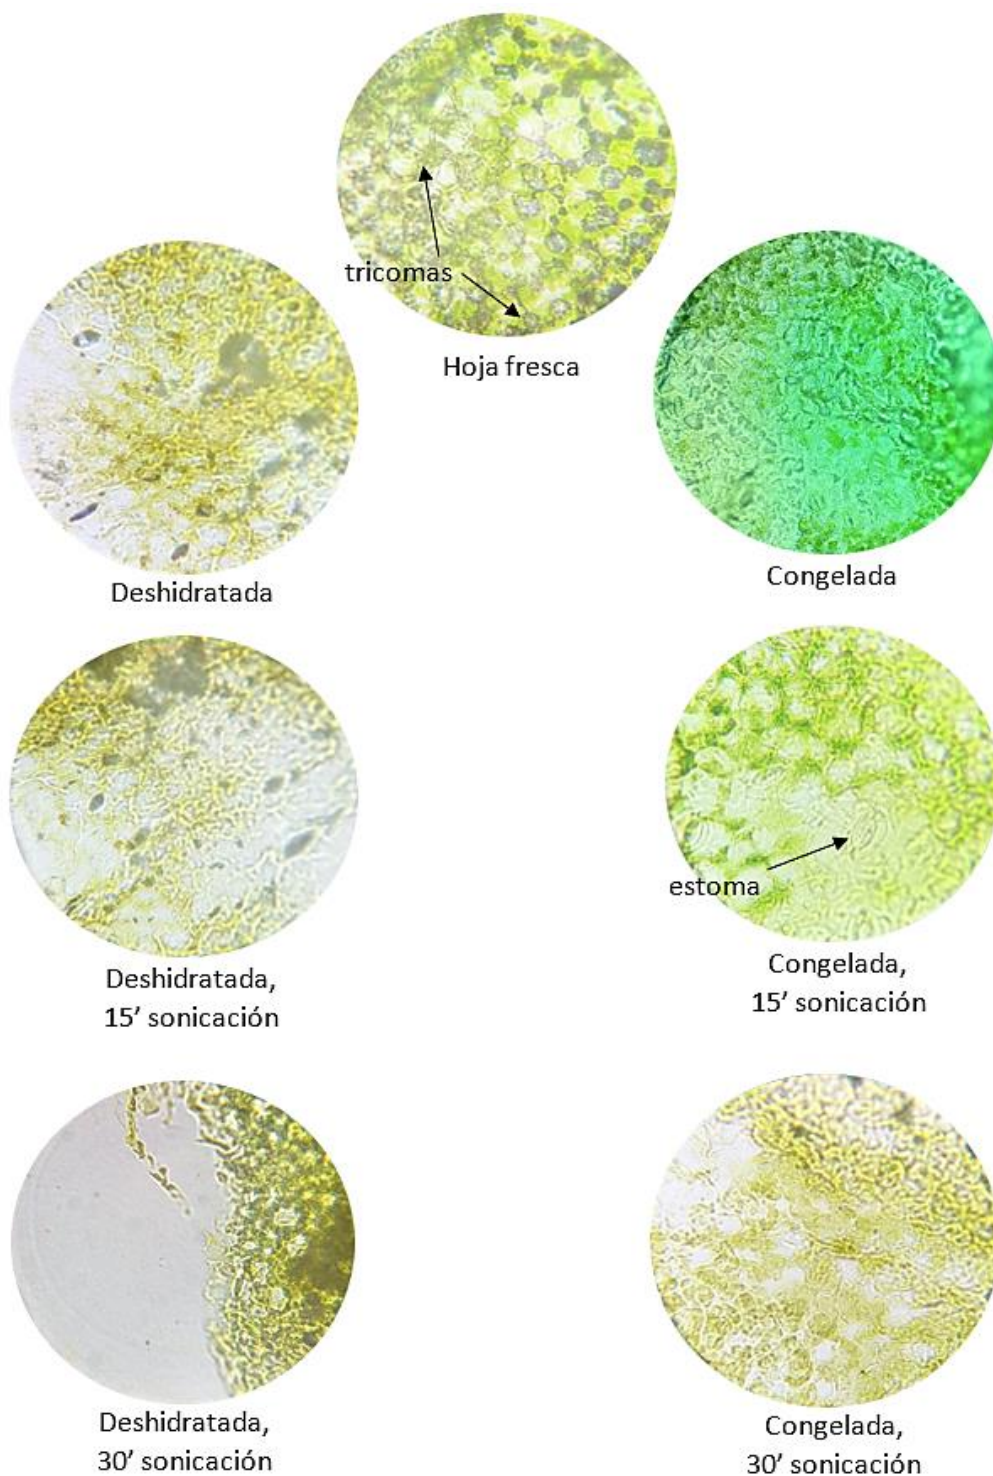 tricomas
Hoja fresca
Deshidratada
Congelada
estoma
Deshidratada,
15’ sonicación
Congelada,
15’ sonicación
Deshidratada,
30’ sonicación
Congelada,
30’ sonicación